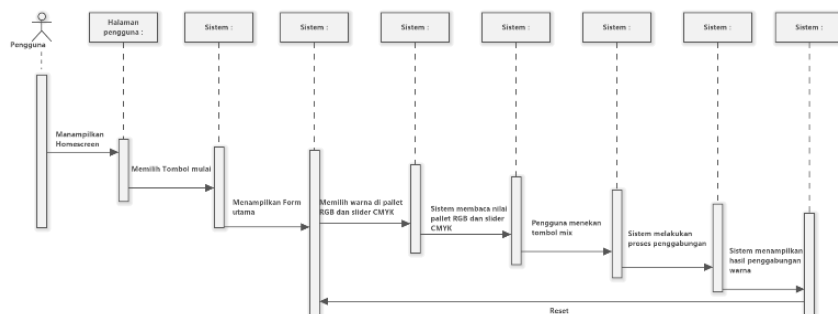 Pengguna
Halaman
pengguna :
Sistem :
Sistem :
Sistem :
Sistem :
Sistem :
Sistem :
Sistem :
Manampilkan
Homescreen
Memilih Tombol mulai
Menampilkan Form
utama
Memilih warna di pallet
RGB dan slider CMYK
Sistem membaca nilai
pallet RGB dan slider
CMYK
Pengguna menekan
tombol mix
Sistem melakukan
proses penggabungan
Sistem menampilkan
hasil penggabungan
warna
Reset